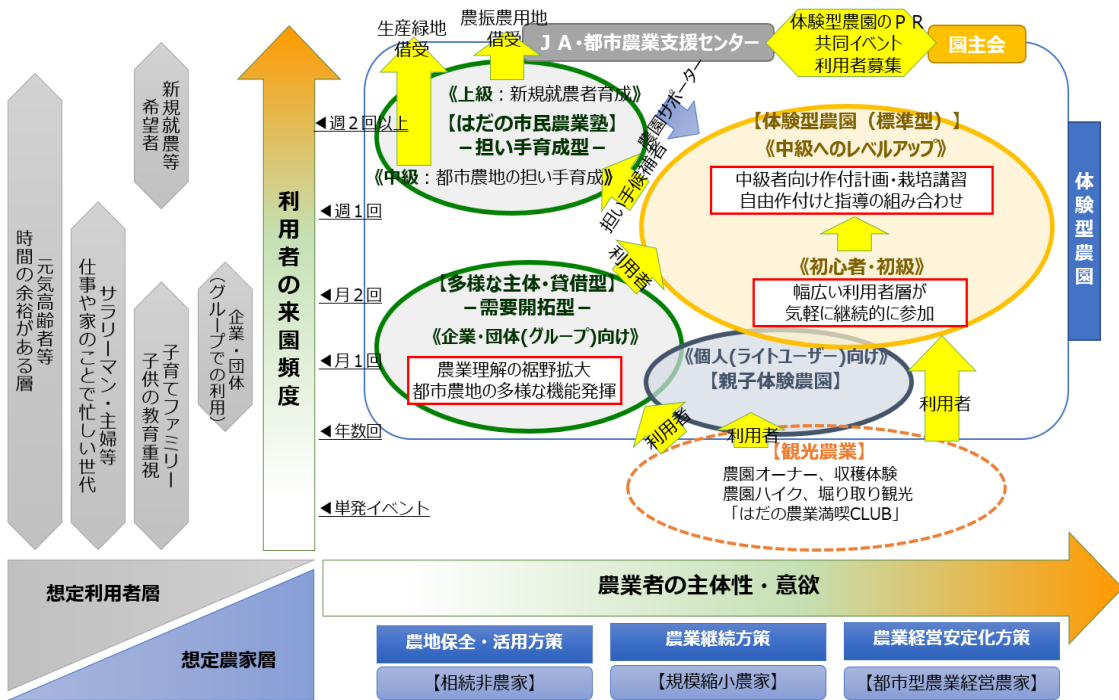 生産緑地
借受
農振農用地
借受
ＪＡ・都市農業支援センター
体験型農園のＰＲ
共同イベント
利用者募集
園主会
新規就農等
希望者
元気高齢者等
時間の余裕がある層
サラリーマン・主婦等
仕事や家のことで忙しい世代
子育てファミリー
子供の教育重視
企業・団体
(グループでの利用)
利用者の来園頻度
◀週２回以上
◀週１回
◀月２回
◀月１回
◀年数回
◀単発イベント
《上級：新規就農者育成》
【はだの市民農業塾】
－担い手育成型－
《中級：都市農地の担い手育成》
農園サポーター
担い手候補者
【体験型農園（標準型）】
《中級へのレベルアップ》
中級者向け作付計画・栽培講習
自由作付けと指導の組み合わせ
《初心者・初級》
幅広い利用者層が
気軽に継続的に参加
体験型農園
利用者
【多様な主体・貸借型】
－需要開拓型－
《企業・団体(グループ)向け》
農業理解の裾野拡大
都市農地の多様な機能発揮
《個人(ライトユーザー)向け》
【親子体験農園】
利用者
利用者
利用者
【観光農業】
農園オーナー、収穫体験
農園ハイク、堀り取り観光
「はだの農業満喫CLUB」
想定利用者層
想定農家層
農業者の主体性・意欲
農地保全・活用方策
農業継続方策
農業経営安定化方策
【相続非農家】
【規模縮小農家】
【都市型農業経営農家】